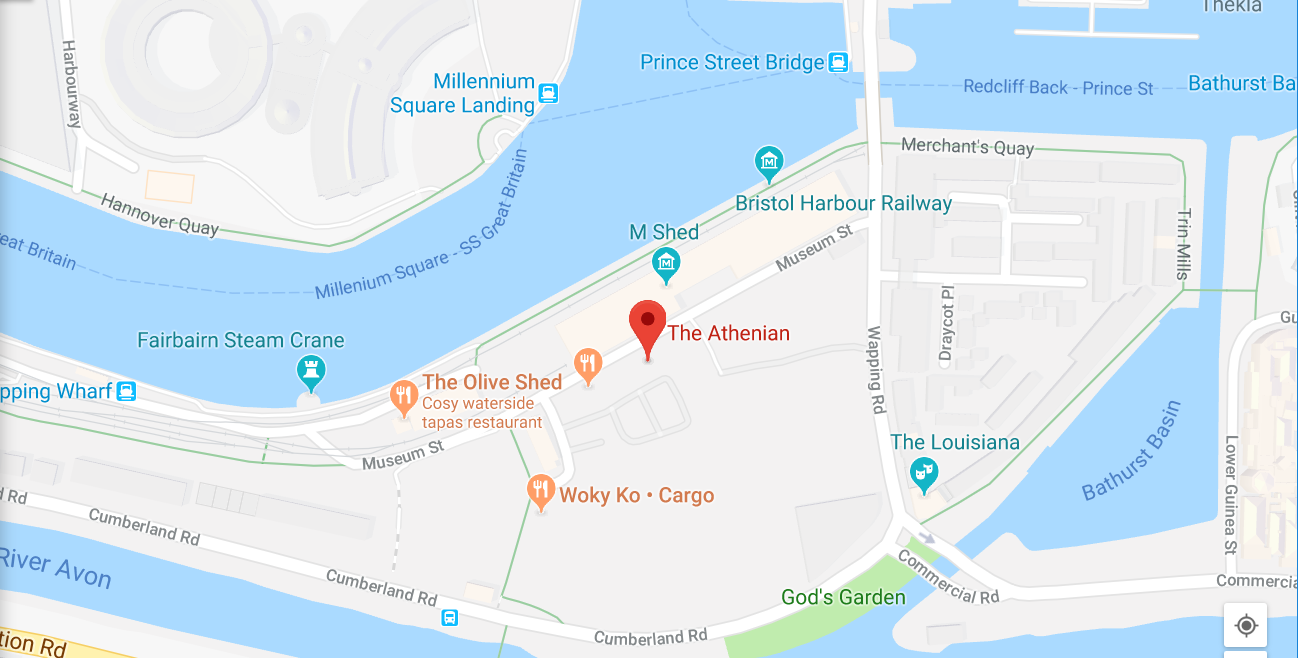 Thekla
Harbourway
Prince Street Bridge
Millennium
Square Landing
Redcliff Back - Prince St
Bathurst Ba
Merchant's Quay
Hannover Quay
Bristol Harbour Railway
eat Britain
Millenium Square - SS Great Britain
M Shed
Museum St
Trin Mills
The Athenian
Draycot Pl
Gu
Fairbairn Steam Crane
pping Wharf
The Olive Shed
Cosy waterside
tapas restaurant
Wapping Rd
Museum St
The Louisiana
Bathurst Basin
Lower Guinea St
Woky Ko • Cargo
d Rd
Cumberland Rd
River Avon
Cumberland Rd
God's Garden
Commercial Rd
Commercia
Cumberland Rd
tion Rd